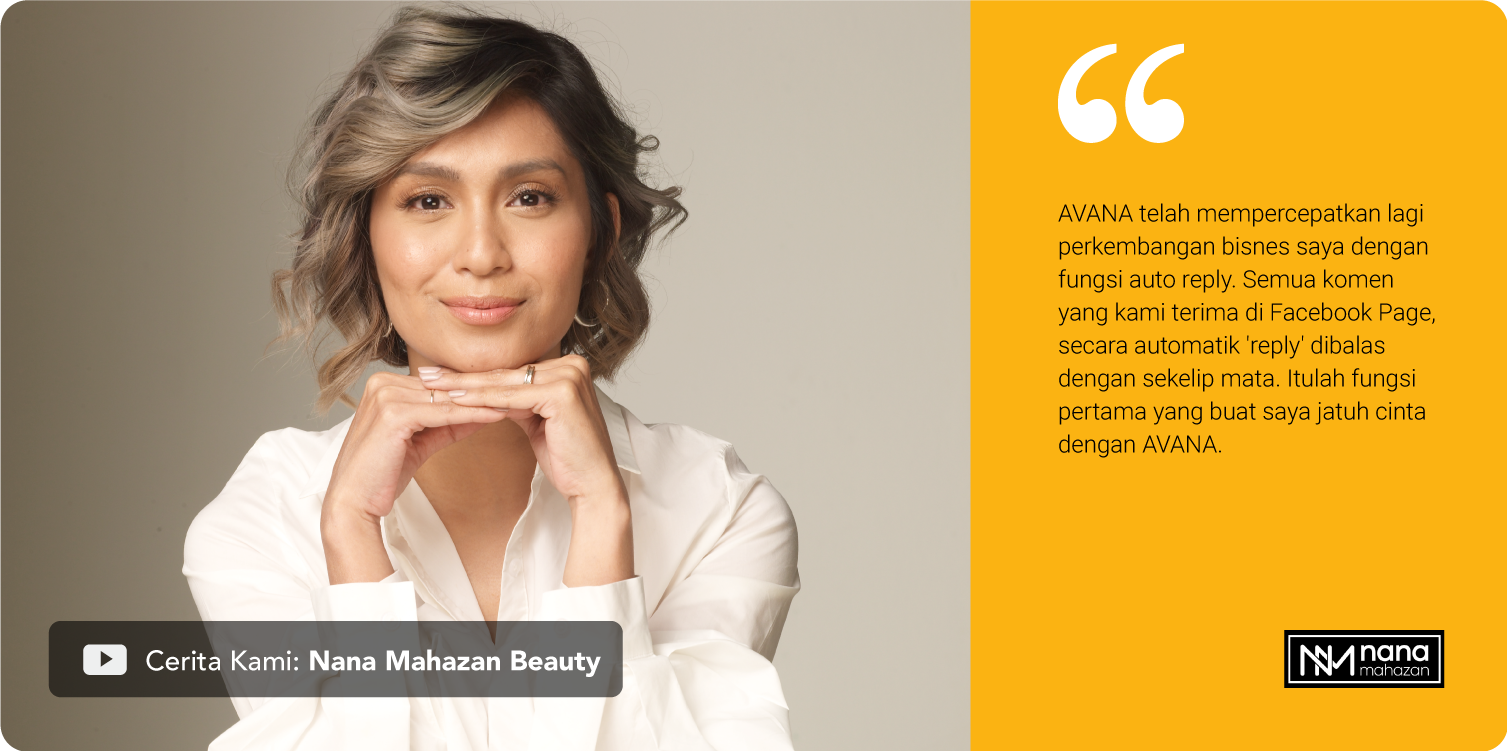 AVANA telah mempercepatkan lagi
perkembangan bisnes saya dengan
fungsi auto reply. Semua komen
yang kami terima di Facebook Page,
secara automatik 'reply' dibalas
dengan sekelip mata. Itulah fungsi
pertama yang buat saya jatuh cinta
dengan AVANA.
Cerita Kami: Nana Mahazan Beauty
NM nana
mahazan